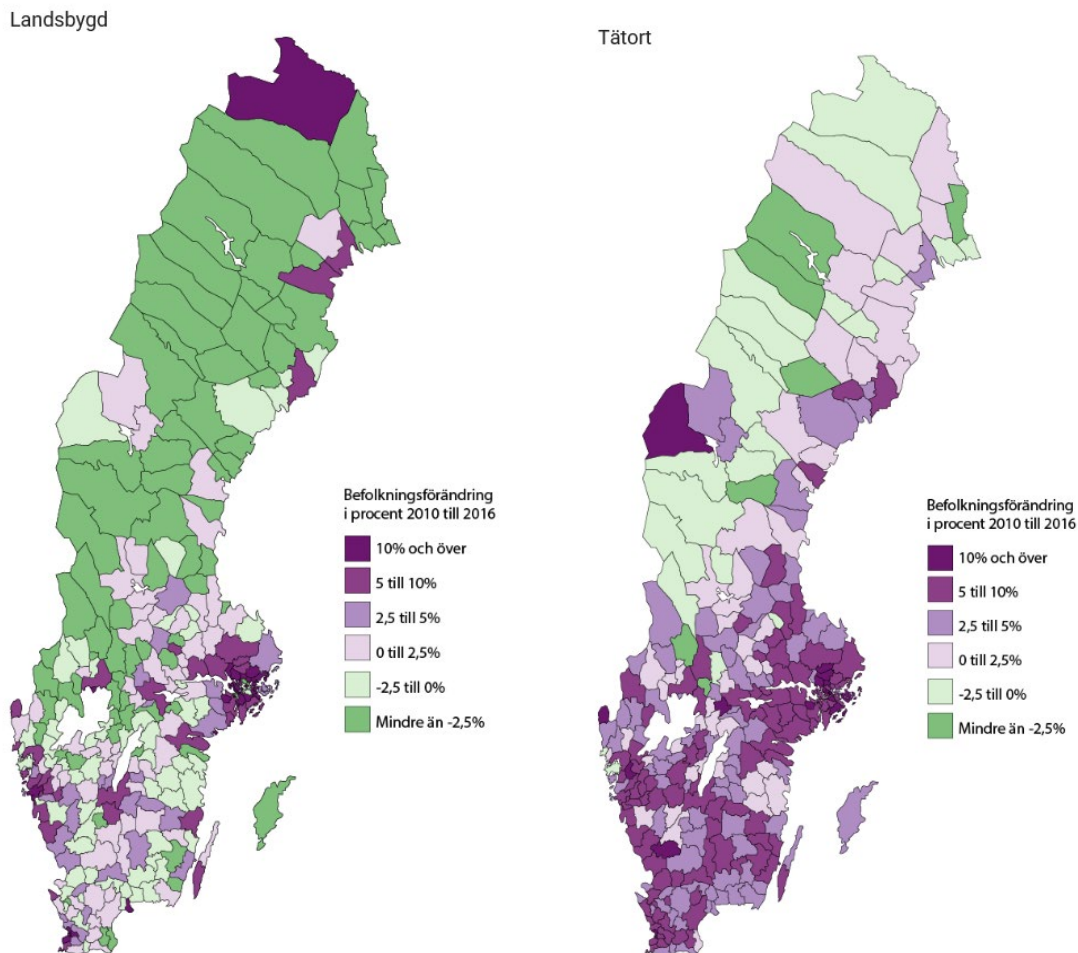 Landsbygd
Tätort
Befolkningsförändring
i procent 2010 till 2016
10% och över
5 till 10%
2,5 till 5%
0 till 2,5%
-2,5 till 0%
Mindre än -2,5%
Befolkningsförändring
i procent 2010 till 2016
10% och över
5 till 10%
2,5 till 5%
0 till 2,5%
-2,5 till 0%
Mindre än -2,5%